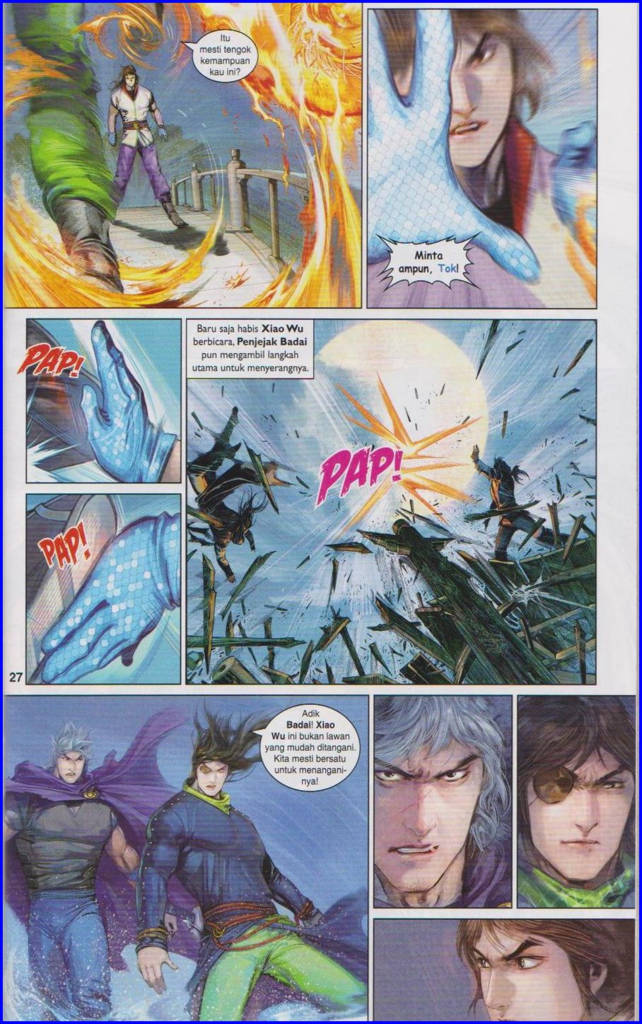 Itu
mesti tengok
kemampuan
kau ini?
Minta
ampun, Tok!
PAP!
Baru saja habis Xiao Wu
berbicara, Penjejak Badai
pun mengambil langkah
utama untuk menyerangnya.
PAP!
PAP!
27
Adik
Badai! Xiao
Wu ini bukan lawan
yang mudah ditangani.
Kita mesti bersatu
untuk menangani-
nya!